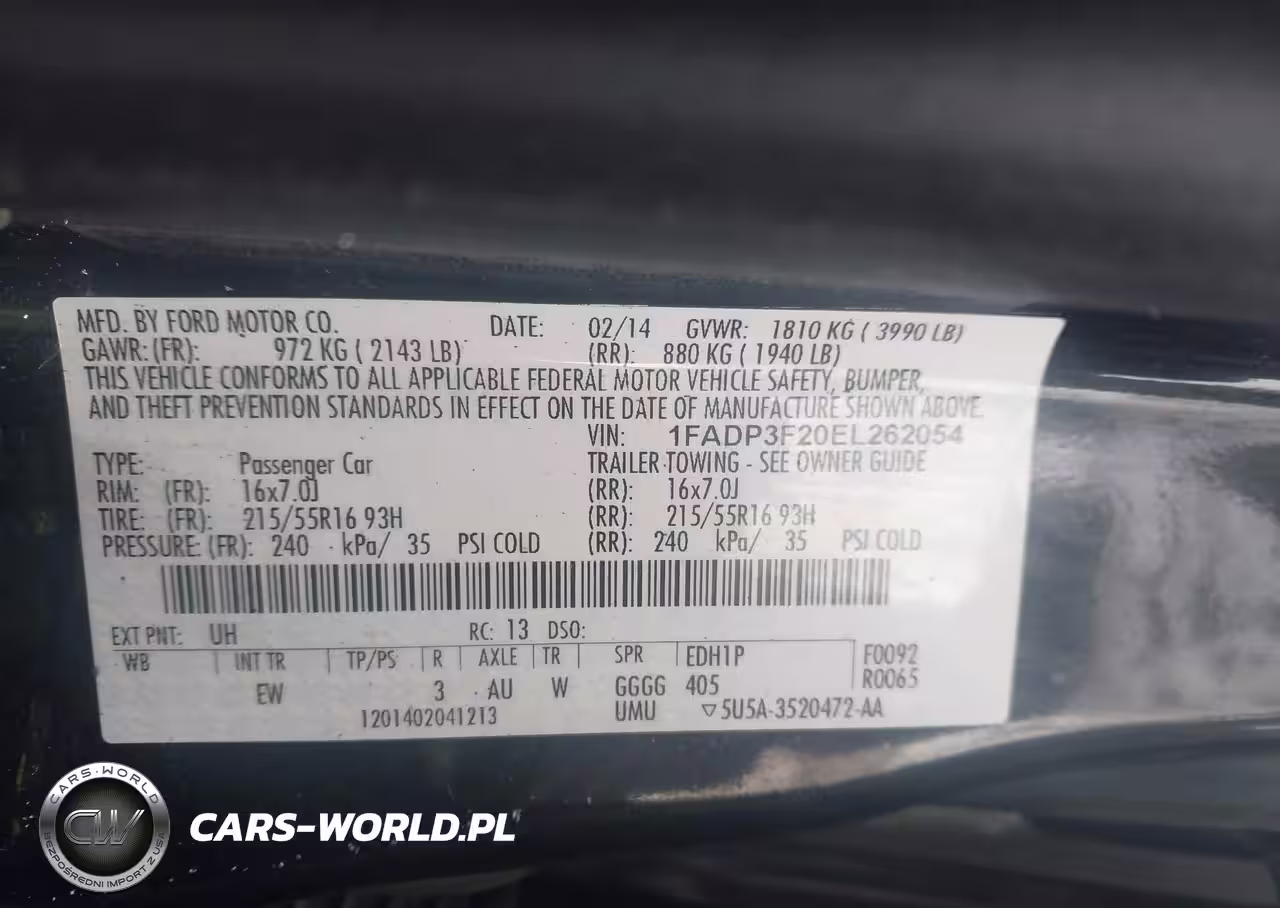 MFD. BY FORD MOTOR CO. DATE: 02/14 GVWR: 1810 KG ( 3990 LB)
GAWR: (FR): 972 KG ( 2143 LB) (RR): 880 KG ( 1940 LB)
THIS VEHICLE CONFORMS TO ALL APPLICABLE FEDERAL MOTOR VEHICLE SAFETY, BUMPER,
AND THEFT PREVENTION STANDARDS IN EFFECT ON THE DATE OF MANUFACTURE SHOWN ABOVE.
VIN: 1FADP3F20EL262054
TYPE: Passenger Car TRAILER TOWING - SEE OWNER GUIDE
RIM: (FR): 16x7.0J (RR): 16x7.0J
TIRE: (FR): 215/55R16 93H (RR): 215/55R16 93H
PRESSURE: (FR): 240 kPa/ 35 PSI COLD (RR): 240 kPa/ 35 PSI COLD
EXT PNT: UH RC: 13 DSO:
WB INT TR TP/PS R AXLE TR SPR EDH1P F0092
EW 3 AU W GGGG 405 R0065
1201402041213 UMU ▽5U5A-3520472-AA
CARS-WORLD
CW
BEZPOŚREDNI IMPORT Z USA
CARS-WORLD.PL